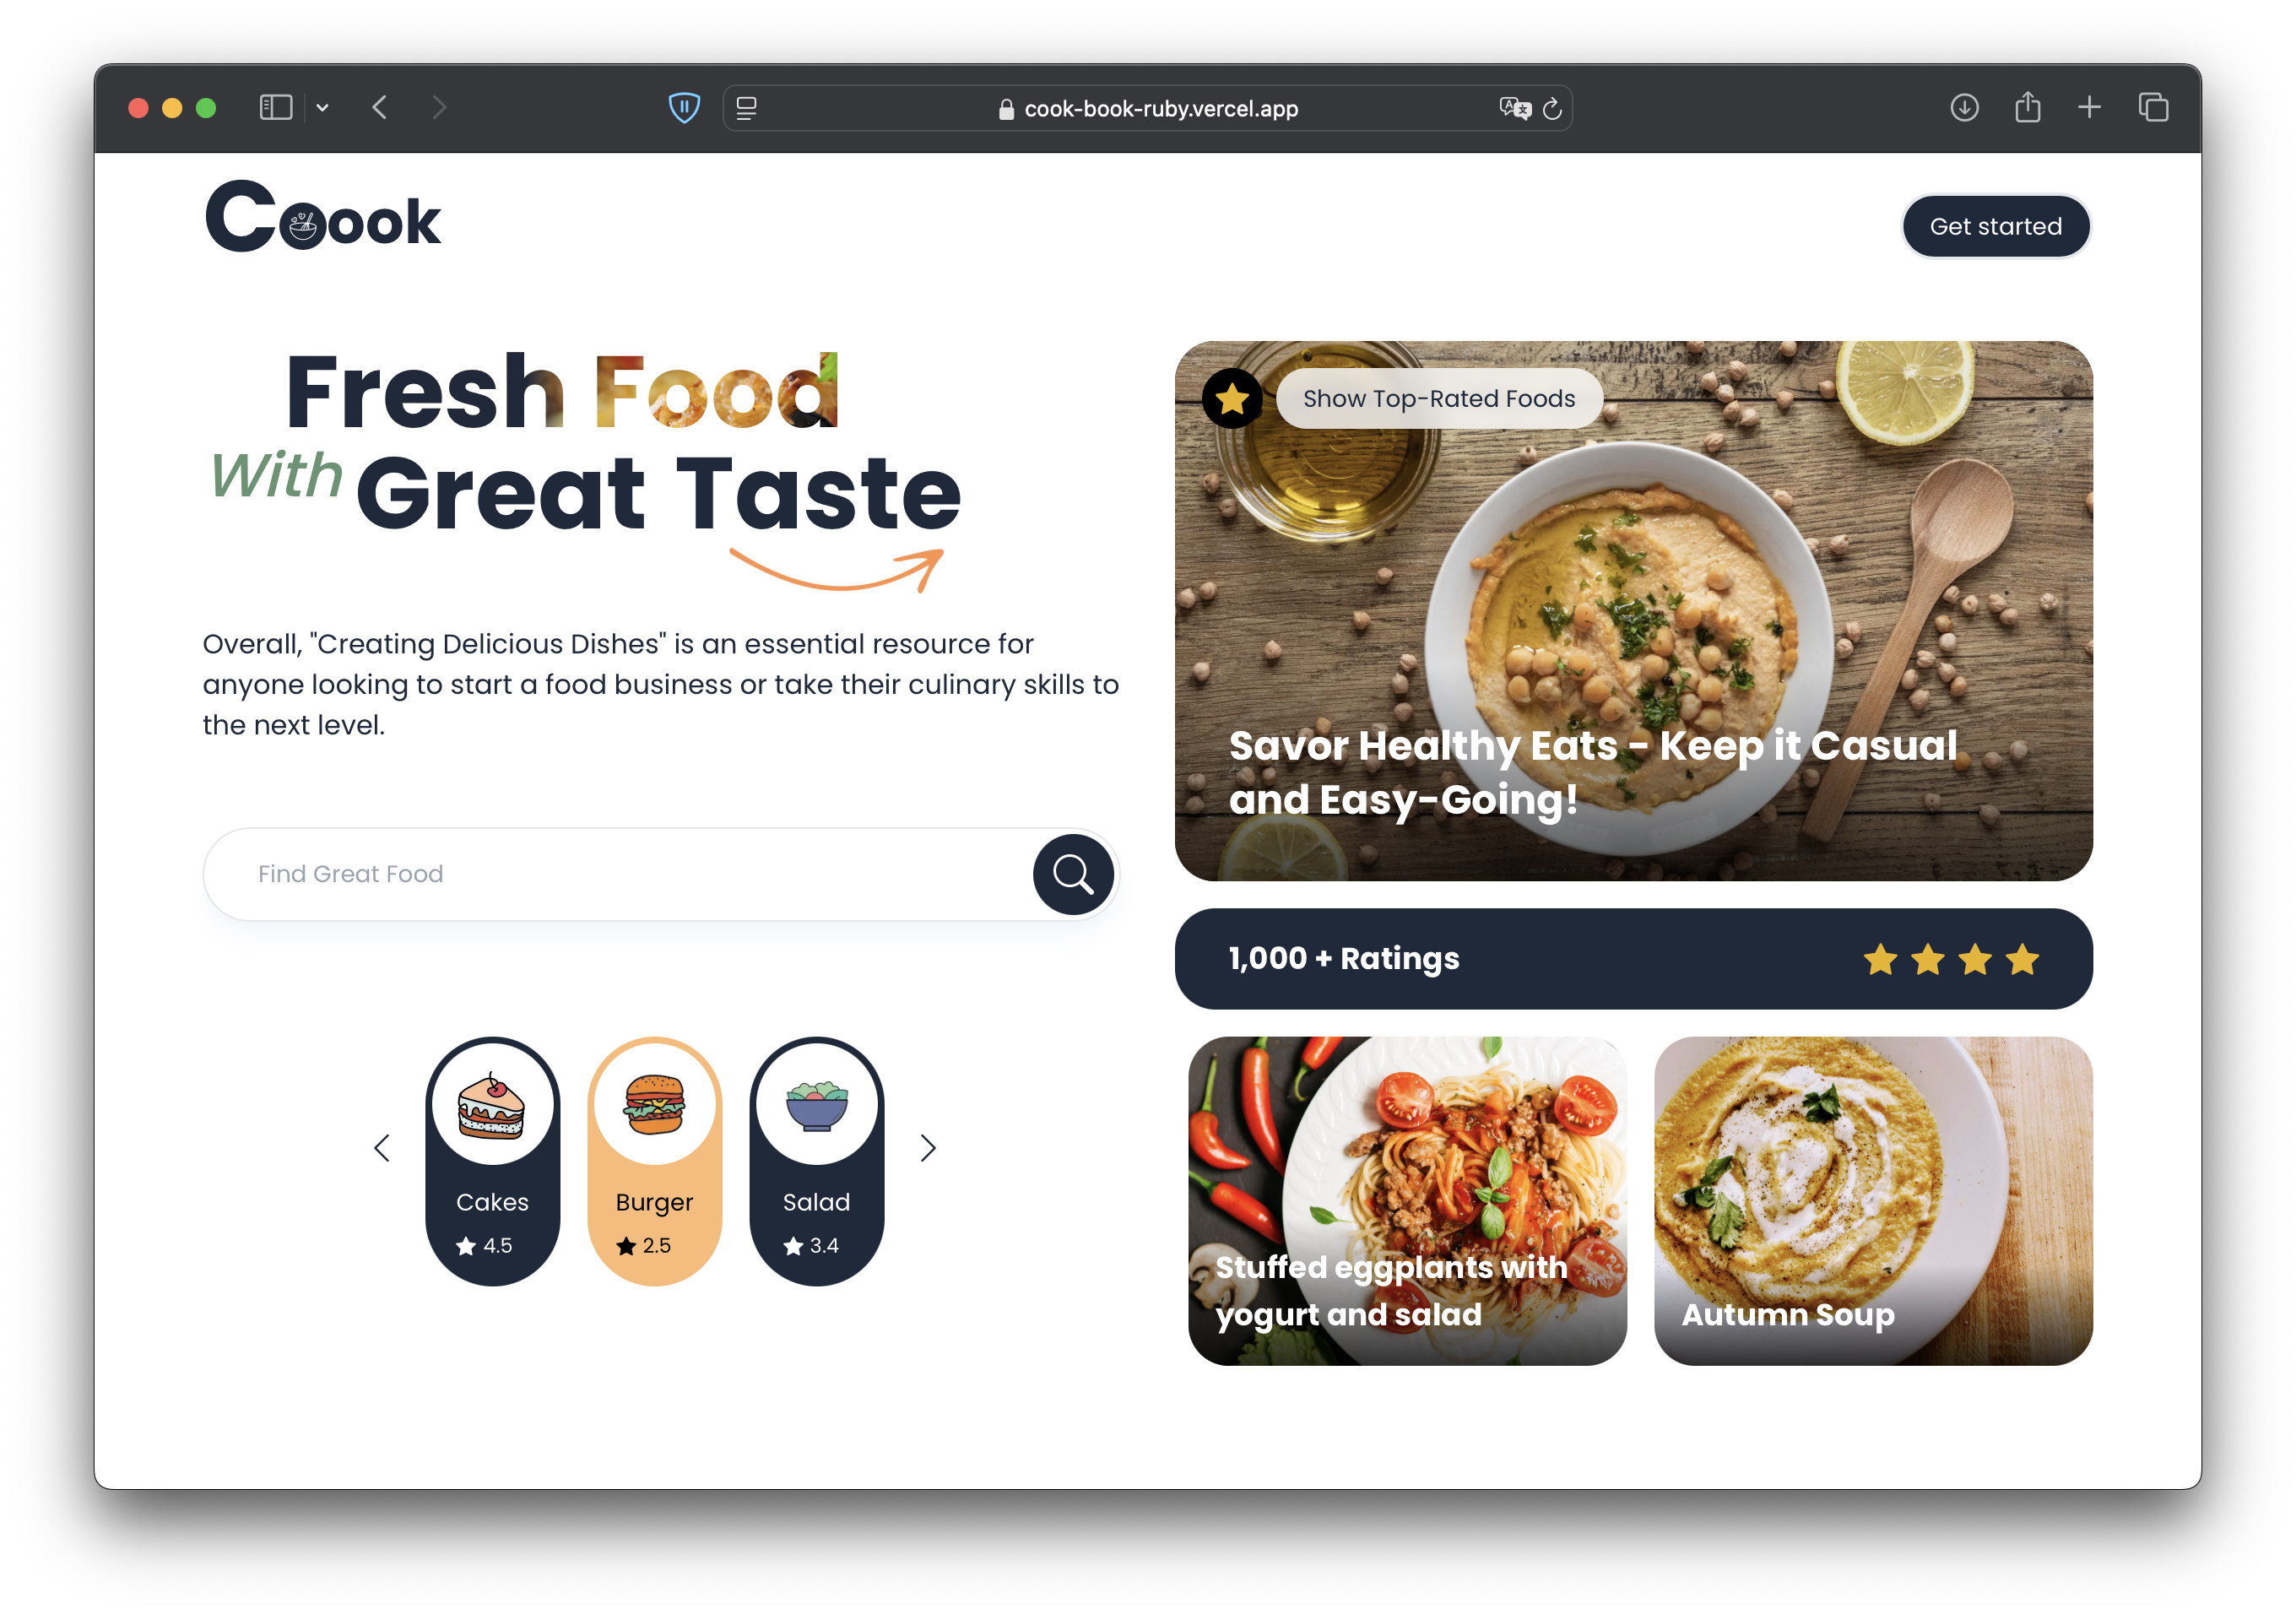 cook-book-ruby.vercel.app
Coook
Get started
Fresh Food
With Great Taste
Overall, "Creating Delicious Dishes" is an essential resource for
anyone looking to start a food business or take their culinary skills to
the next level.
Find Great Food
Cakes
4.5
Burger
2.5
Salad
3.4
Show Top-Rated Foods
Savor Healthy Eats - Keep it Casual
and Easy-Going!
1,000 + Ratings
Stuffed eggplants with
yogurt and salad
Autumn Soup